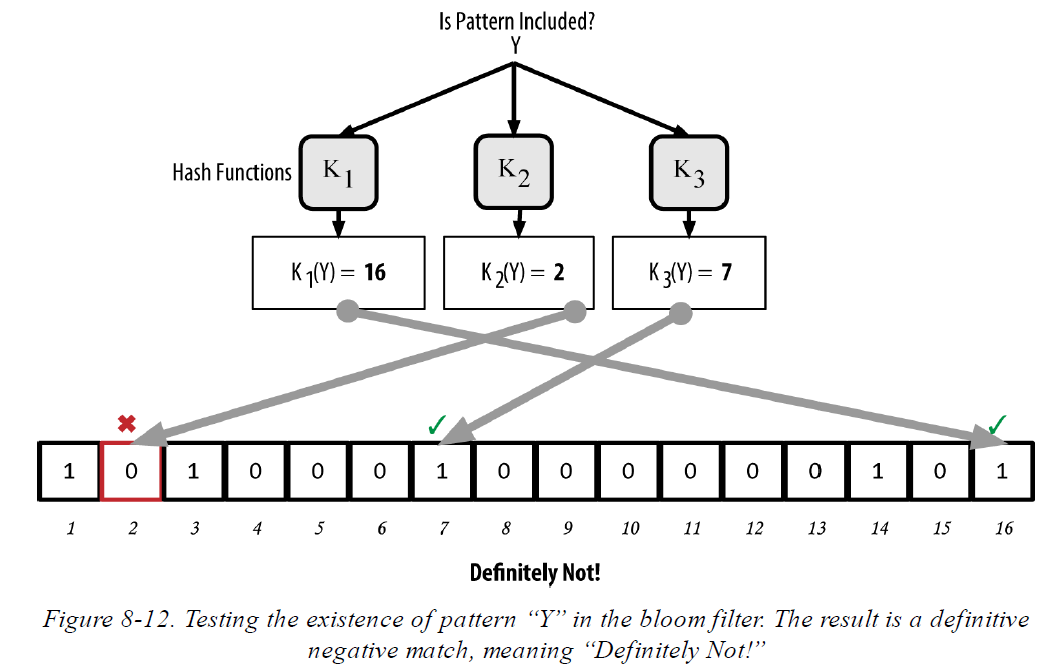 Is Pattern Included?
Y
Hash Functions K1 K2 K3
K1(Y) = 16 K2(Y) = 2 K3(Y) = 7
✖ ✓ ✓
1 0 1 0 0 0 1 0 0 0 0 0 0 1 0 1
1 2 3 4 5 6 7 8 9 10 11 12 13 14 15 16
Definitely Not!
Figure 8-12. Testing the existence of pattern “Y” in the bloom filter. The result is a definitive
negative match, meaning “Definitely Not!”